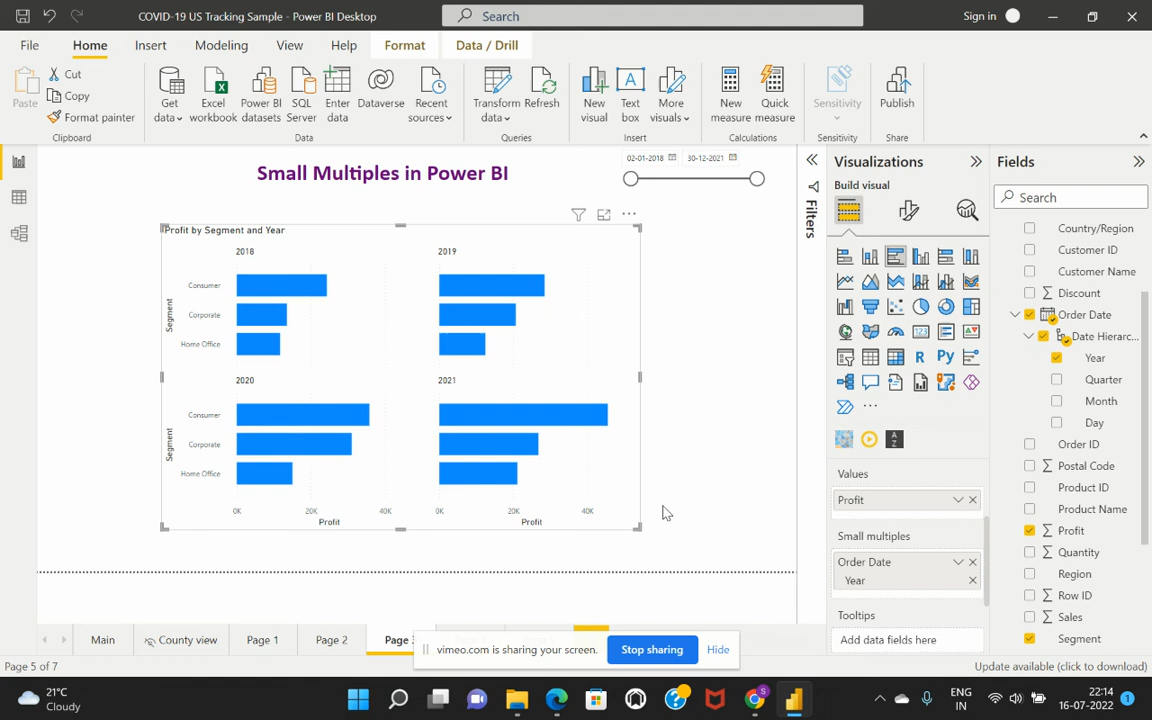 COVID-19 US Tracking Sample - Power BI Desktop
Search
Sign in
File
Home
Insert
Modeling
View
Help
Format
Data / Drill
Paste
Cut
Copy
Format painter
Clipboard
Get data
Excel workbook
Power BI datasets
SQL Server
Enter data
Dataverse
Recent sources
Data
Transform data
Refresh
Queries
New visual
Text box
More visuals
Insert
New measure
Quick measure
Calculations
Sensitivity
Sensitivity
Publish
Share
Small Multiples in Power BI
02-01-2018
30-12-2021
Profit by Segment and Year
2018
2019
Segment
Consumer
Corporate
Home Office
2020
2021
Segment
Consumer
Corporate
Home Office
0K
20K
40K
0K
20K
40K
Profit
Profit
Filters
Visualizations
Build visual
R
Py
123
Values
Profit
Small multiples
Order Date
Year
Tooltips
Add data fields here
Fields
Search
Country/Region
Customer ID
Customer Name
Discount
Order Date
Date Hierarc...
Year
Quarter
Month
Day
Order ID
Postal Code
Product ID
Product Name
Profit
Quantity
Region
Row ID
Sales
Segment
Main
County view
Page 1
Page 2
Page
vimeo.com is sharing your screen.
Stop sharing
Hide
Page 5 of 7
Update available (click to download)
21°C
Cloudy
ENG
IN
22:14
16-07-2022
1